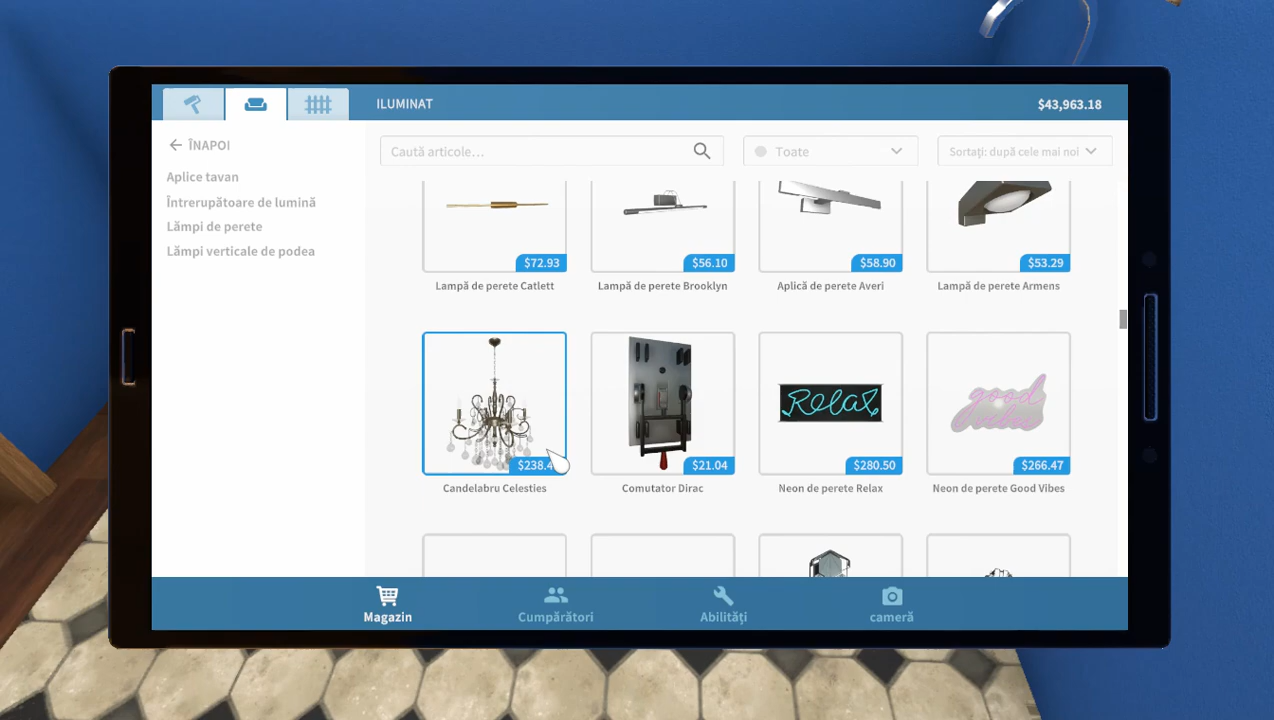 ILUMINAT
$43,963.18
ÎNAPOI
Aplice tavan
Întrerupătoare de lumină
Lămpi de perete
Lămpi verticale de podea
Caută articole...
Toate
Sortați: după cele mai noi
$72.93
$56.10
$58.90
$53.29
Lampă de perete Catlett
Lampă de perete Brooklyn
Aplică de perete Averi
Lampă de perete Armens
Relax
good
vibes
$21.04
$280.50
$266.47
Candelabru Celesties
Comutator Dirac
Neon de perete Relax
Neon de perete Good Vibes
Magazin
Cumpărători
Abilități
cameră